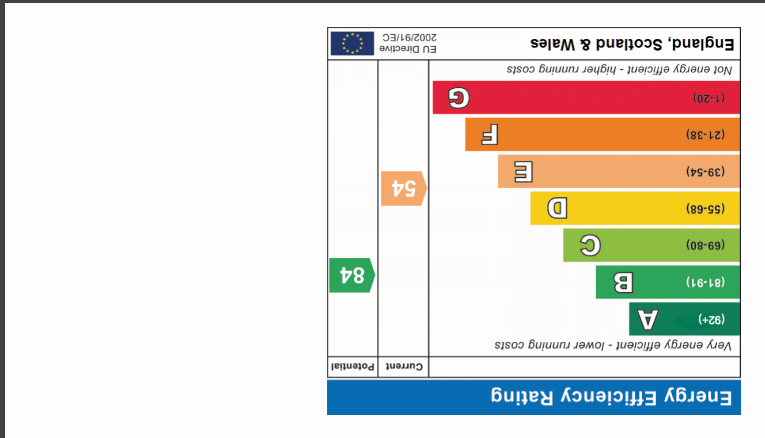 Energy Efficiency Rating
Current Potential
Very energy efficient - lower running costs
(92+) A
(81-91) B
84
(69-80) C
(55-68) D
54
(39-54) E
(21-38) F
(1-20) G
Not energy efficient - higher running costs
England, Scotland & Wales
EU Directive
2002/91/EC